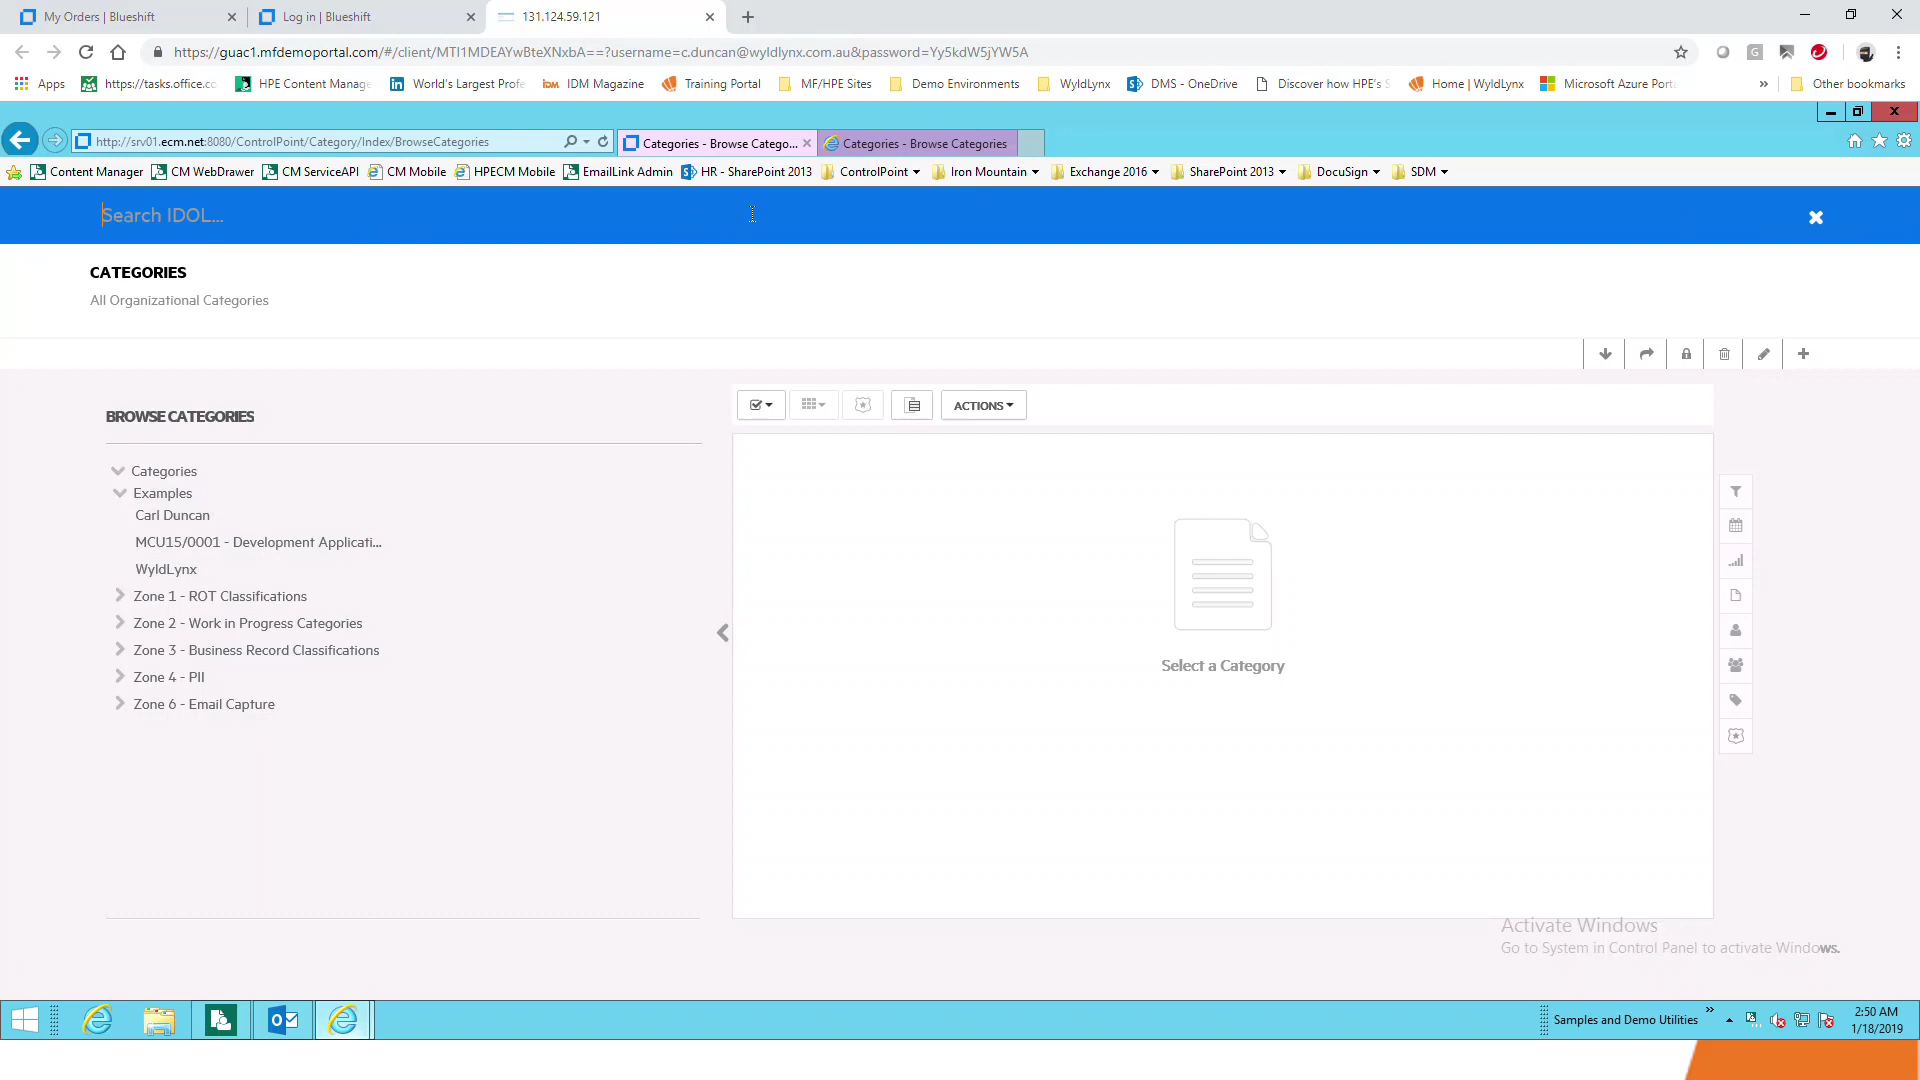 My Orders | Blueshift
Log in | Blueshift
131.124.59.121
https://guac1.mfdemoportal.com/#/client/MTI1MDEAYwBteXNxbA==?username=c.duncan@wyldlynx.com.au&password=Yy5kdW5jYW5A
Apps https://tasks.office.cc HPE Content Manage World's Largest Profe IDM Magazine Training Portal MF/HPE Sites Demo Environments WyldLynx DMS - OneDrive Discover how HPE's S Home | WyldLynx Microsoft Azure Porta » Other bookmarks
http://srv01.ecm.net:8080/ControlPoint/Category/Index/BrowseCategories
Categories - Browse Catego...
Categories - Browse Categories
Content Manager CM WebDrawer CM ServiceAPI CM Mobile HPECM Mobile EmailLink Admin HR - SharePoint 2013 ControlPoint Iron Mountain Exchange 2016 SharePoint 2013 DocuSign SDM
Search IDOL...
CATEGORIES
All Organizational Categories
BROWSE CATEGORIES
ACTIONS
Categories
Examples
Carl Duncan
MCU15/0001 - Development Applicati...
WyldLynx
Zone 1 - ROT Classifications
Zone 2 - Work in Progress Categories
Zone 3 - Business Record Classifications
Zone 4 - PII
Zone 6 - Email Capture
Select a Category
Activate Windows
Go to System in Control Panel to activate Windows.
Samples and Demo Utilities »
2:50 AM
1/18/2019